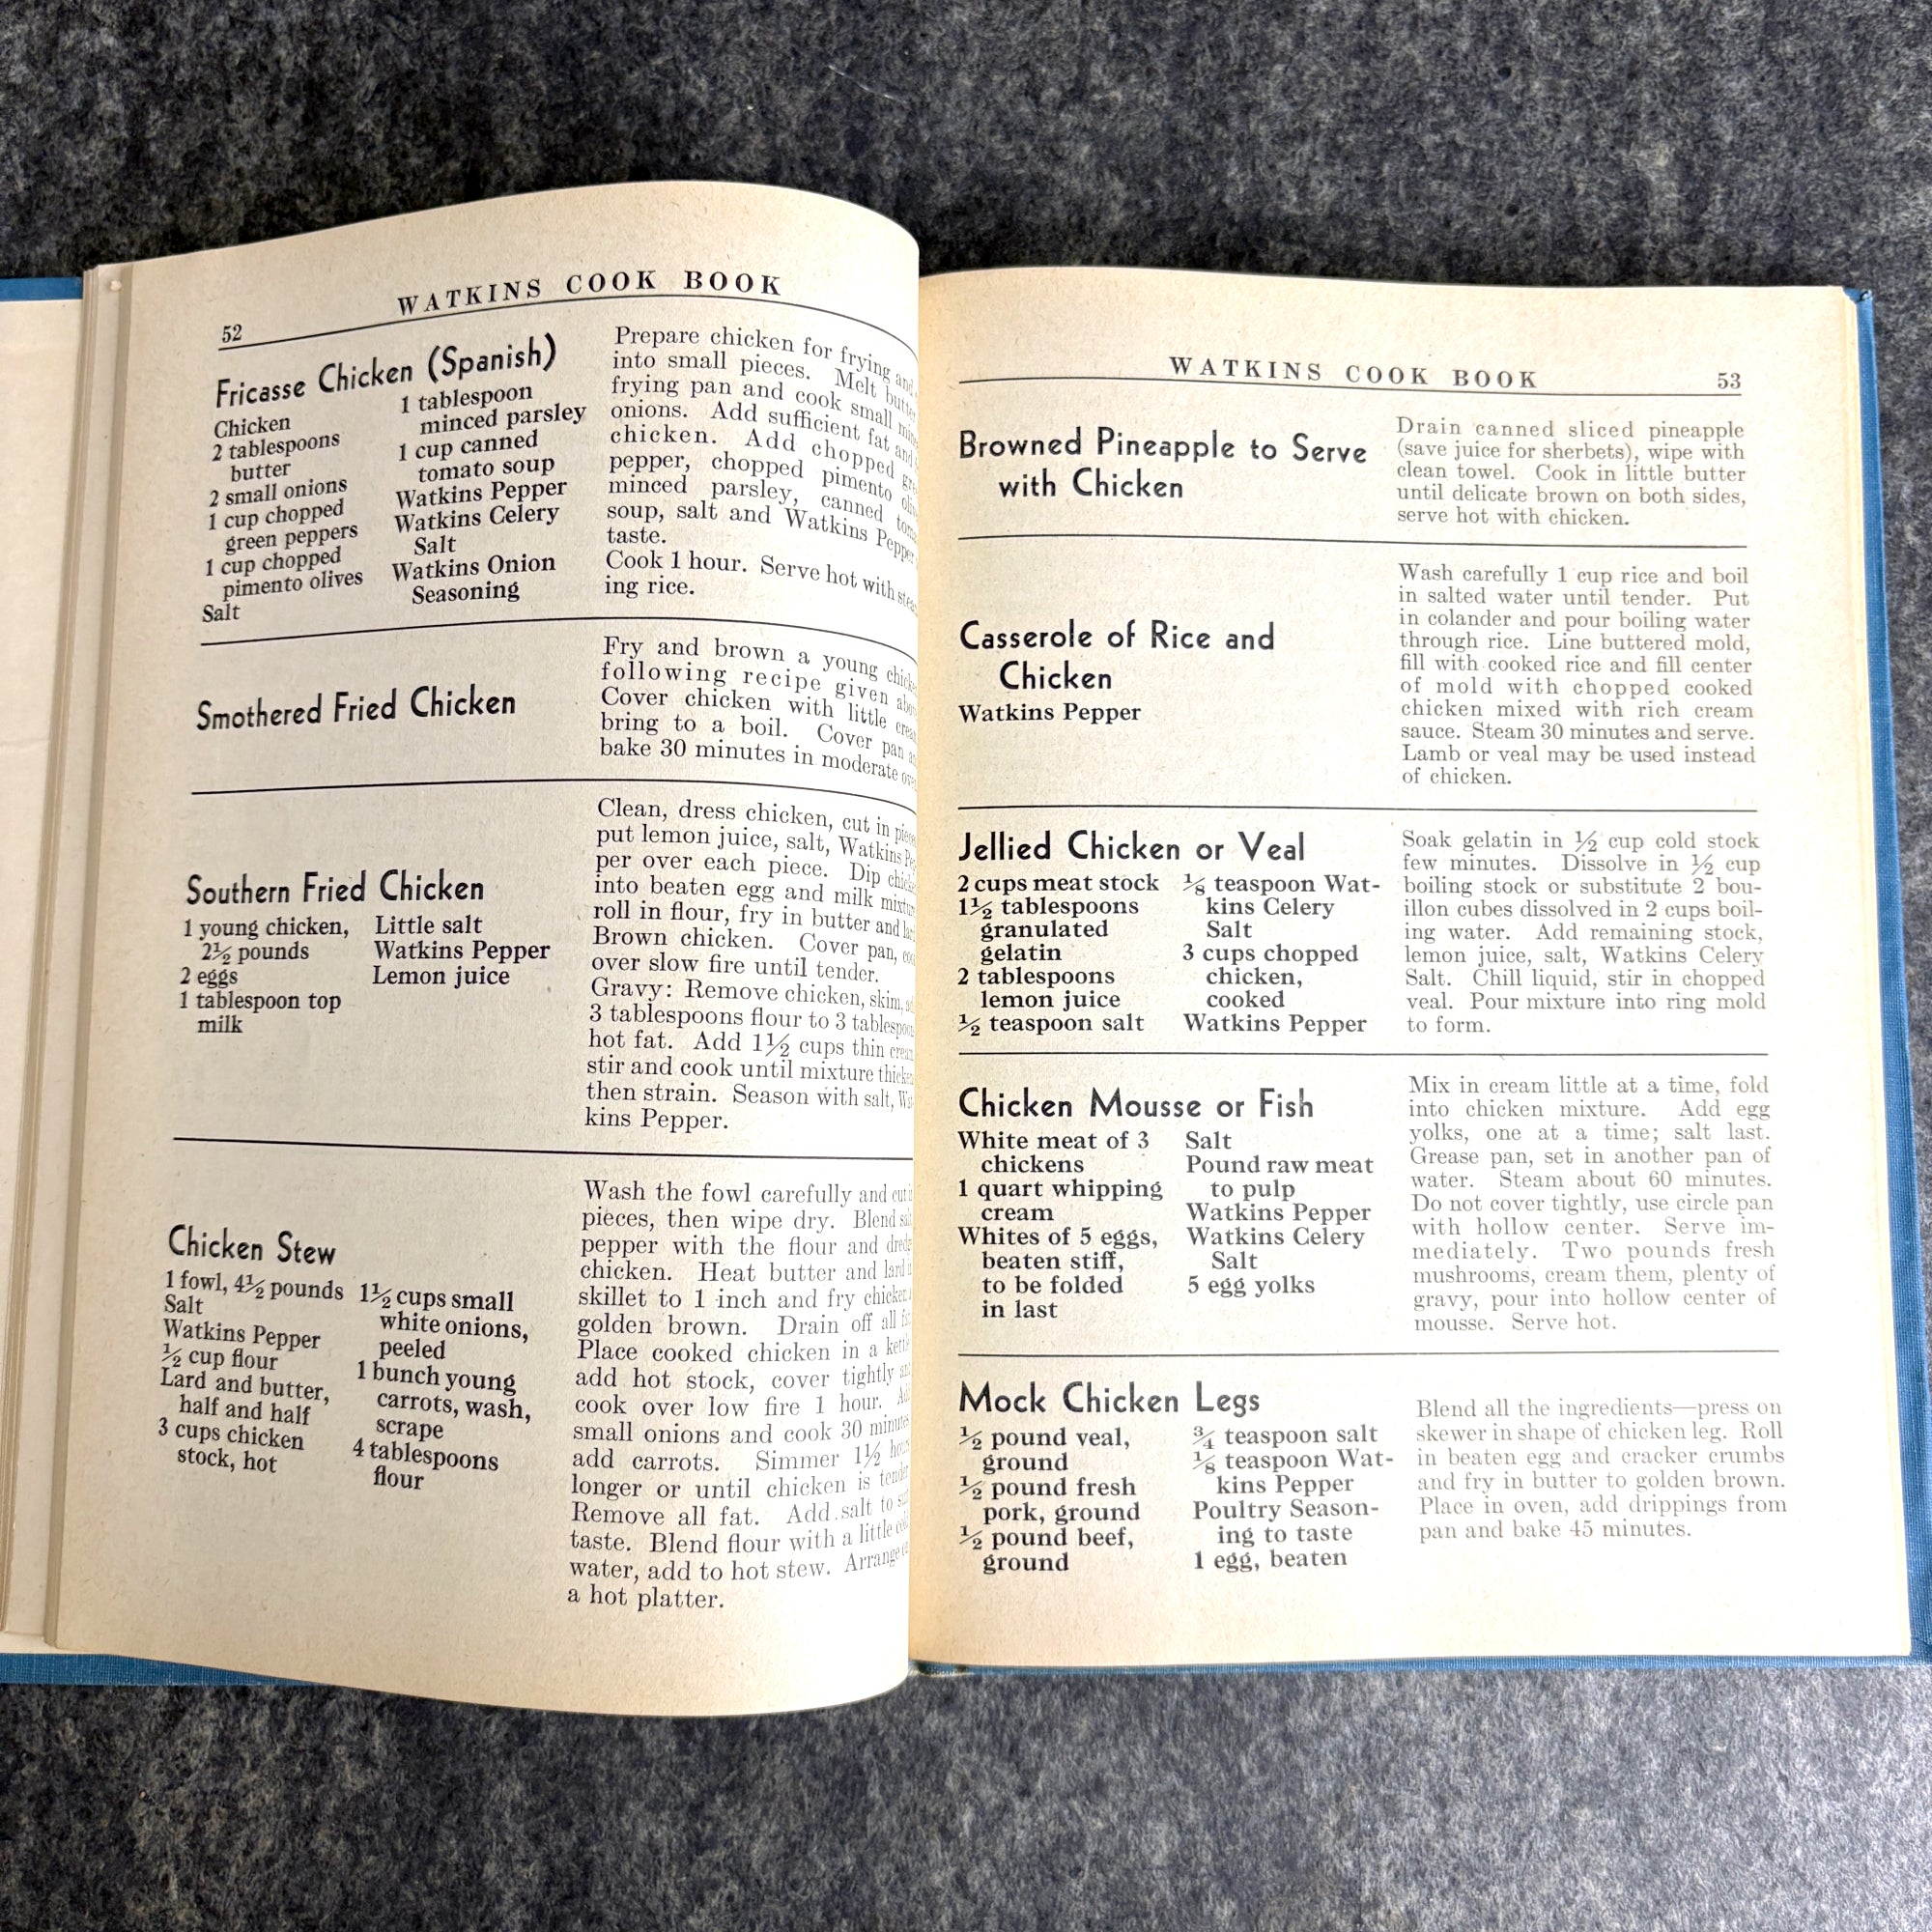 WATKINS COOK BOOK
52
Fricasse Chicken (Spanish)
Chicken
2 tablespoons
butter
2 small onions
1 cup chopped
green peppers
1 cup chopped
pimento olives
Salt
1 tablespoon
minced parsley
1 cup canned
tomato soup
Watkins Pepper
Watkins Celery
Salt
Watkins Onion
Seasoning
Prepare chicken for frying and
into small pieces. Melt
frying pan and cook small
onions. Add sufficient fat and
chicken. Add chopped
pepper, chopped pimento
minced parsley, canned
soup, salt and Watkins Pepper
taste.
Cook 1 hour. Serve hot with
ing rice.
Smothered Fried Chicken
Fry and brown a young
following recipe given
Cover chicken with little
bring to a boil. Cover pan
bake 30 minutes in moderate
Southern Fried Chicken
1 young chicken,
2½ pounds
2 eggs
1 tablespoon top
milk
Little salt
Watkins Pepper
Lemon juice
Clean, dress chicken, cut in
put lemon juice, salt, Watkins
per over each piece. Dip
into beaten egg and milk
roll in flour, fry in butter and
Brown chicken. Cover pan,
over slow fire until tender.
Gravy: Remove chicken, skim,
3 tablespoons flour to 3
hot fat. Add 1½ cups thin
stir and cook until mixture
then strain. Season with salt,
kins Pepper.
Chicken Stew
1 fowl, 4½ pounds
Salt
Watkins Pepper
½ cup flour
Lard and butter,
half and half
3 cups chicken
stock, hot
1½ cups small
white onions,
peeled
1 bunch young
carrots, wash,
scrape
4 tablespoons
flour
Wash the fowl carefully and cut
pieces, then wipe dry. Blend
pepper with the flour and
chicken. Heat butter and lard
skillet to 1 inch and fry chicken
golden brown. Drain off all
Place cooked chicken in a
add hot stock, cover tightly
cook over low fire 1 hour.
small onions and cook 30
add carrots. Simmer 1½
longer or until chicken is
Remove all fat. Add salt to
taste. Blend flour with a little
water, add to hot stew. Arrange
a hot platter.
WATKINS COOK BOOK
53
Browned Pineapple to Serve
with Chicken
Drain canned sliced pineapple
(save juice for sherbets), wipe with
clean towel. Cook in little butter
until delicate brown on both sides,
serve hot with chicken.
Casserole of Rice and
Chicken
Watkins Pepper
Wash carefully 1 cup rice and boil
in salted water until tender. Put
in colander and pour boiling water
through rice. Line buttered mold,
fill with cooked rice and fill center
of mold with chopped cooked
chicken mixed with rich cream
sauce. Steam 30 minutes and serve.
Lamb or veal may be used instead
of chicken.
Jellied Chicken or Veal
2 cups meat stock
1½ tablespoons
granulated
gelatin
2 tablespoons
lemon juice
½ teaspoon salt
⅛ teaspoon Wat-
kins Celery
Salt
3 cups chopped
chicken,
cooked
Watkins Pepper
Soak gelatin in ½ cup cold stock
few minutes. Dissolve in ½ cup
boiling stock or substitute 2 bou-
illon cubes dissolved in 2 cups boil-
ing water. Add remaining stock,
lemon juice, salt, Watkins Celery
Salt. Chill liquid, stir in chopped
veal. Pour mixture into ring mold
to form.
Chicken Mousse or Fish
White meat of 3
chickens
1 quart whipping
cream
Whites of 5 eggs,
beaten stiff,
to be folded
in last
Salt
Pound raw meat
to pulp
Watkins Pepper
Watkins Celery
Salt
5 egg yolks
Mix in cream little at a time, fold
into chicken mixture. Add egg
yolks, one at a time; salt last.
Grease pan, set in another pan of
water. Steam about 60 minutes.
Do not cover tightly, use circle pan
with hollow center. Serve im-
mediately. Two pounds fresh
mushrooms, cream them, plenty of
gravy, pour into hollow center of
mousse. Serve hot.
Mock Chicken Legs
½ pound veal,
ground
½ pound fresh
pork, ground
½ pound beef,
ground
¾ teaspoon salt
⅛ teaspoon Wat-
kins Pepper
Poultry Season-
ing to taste
1 egg, beaten
Blend all the ingredients—press on
skewer in shape of chicken leg. Roll
in beaten egg and cracker crumbs
and fry in butter to golden brown.
Place in oven, add drippings from
pan and bake 45 minutes.